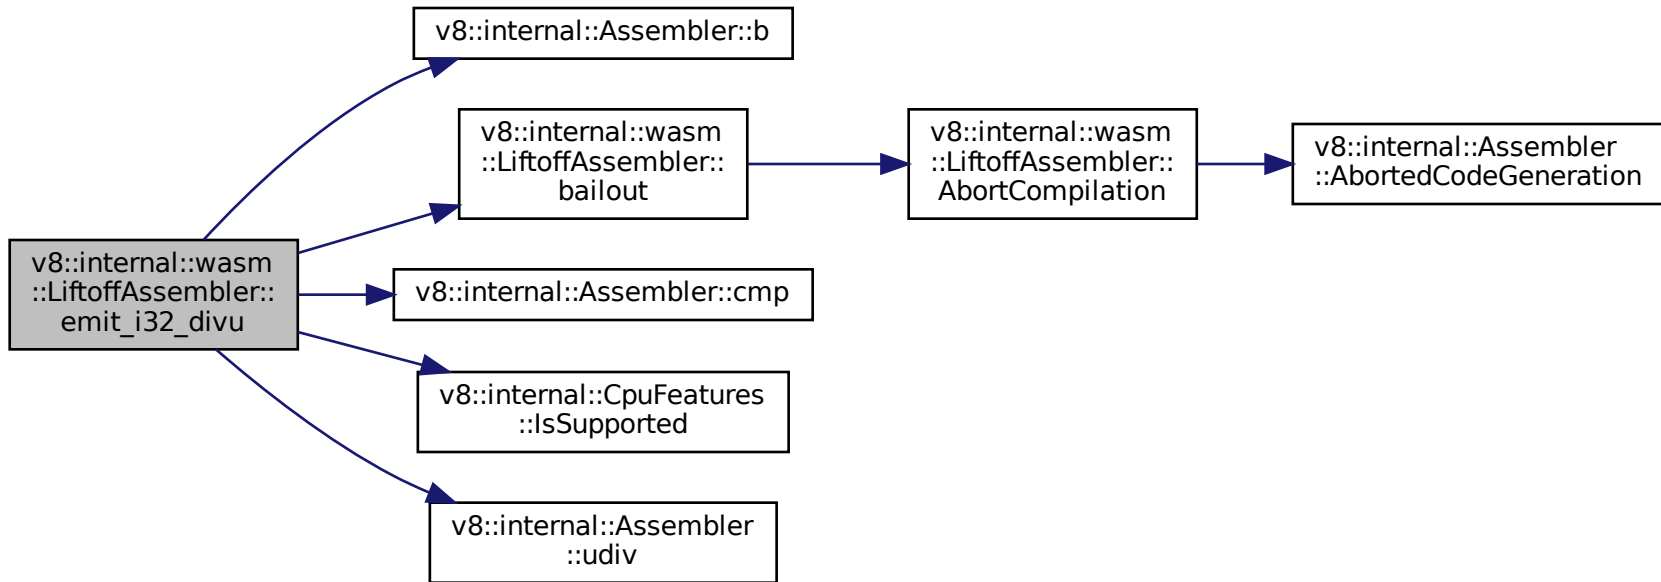 v8::internal::Assembler::b
v8::internal::wasm
::LiftoffAssembler::
bailout
v8::internal::wasm
::LiftoffAssembler::
AbortCompilation
v8::internal::Assembler
::AbortedCodeGeneration
v8::internal::wasm
::LiftoffAssembler::
emit_i32_divu
v8::internal::Assembler::cmp
v8::internal::CpuFeatures
::IsSupported
v8::internal::Assembler
::udiv